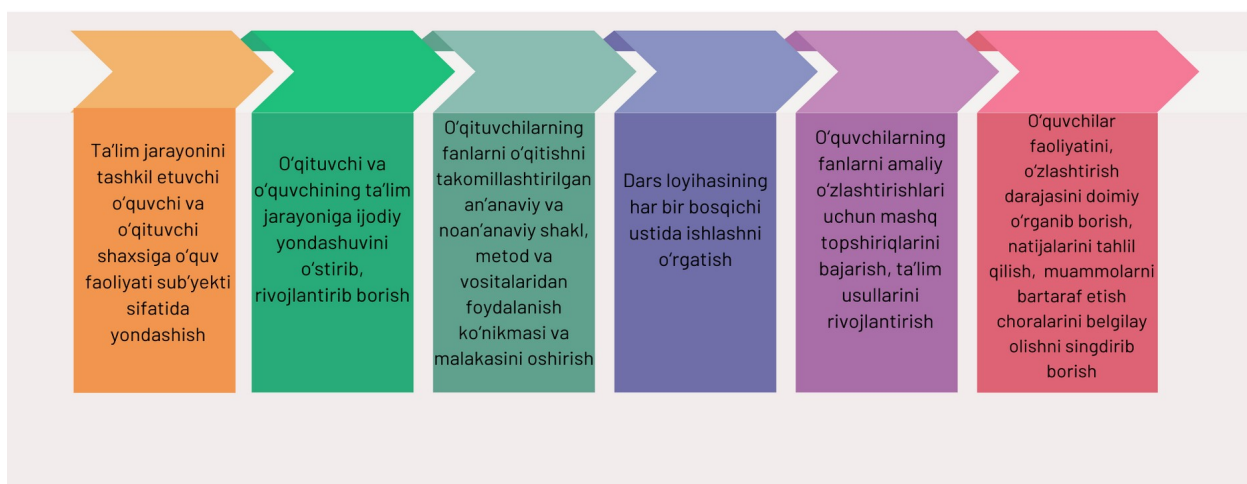 Ta'lim jarayonini
tashkil etuvchi
o'quvchi va
o'qituvchi
shaxsiga o'quv
faoliyati sub'yekti
sifatida
yondashish
O'qituvchi va
o'quvchining ta'lim
jarayoniga ijodiy
yondashuvini
o'stirib,
rivojlantirib borish
O'qituvchilarning
fanlarni o'qitishni
takomillashtirilgan
an'anaviy va
noan'anaviy shakl,
metod va
vositalaridan
foydalanish
ko'nikmasi va
malakasini oshirish
Dars loyihasining
har bir bosqichi
ustida ishlashni
o'rgatish
O'quvchilarning
fanlarni amaliy
o'zlashtirishlari
uchun mashq
topshiriqlarini
bajarish, ta'lim
usullarini
rivojlantirish
O'quvchilar
faoliyatini,
o'zlashtirish
darajasini doimiy
o'rganib borish,
natijalarini tahlil
qilish, muammolarni
bartaraf etish
choralarini belgilay
olishni singdirib
borish